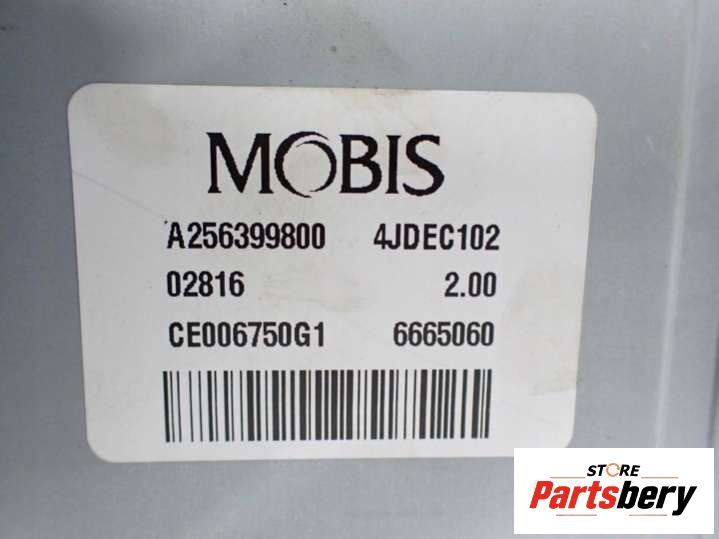 MOBIS
A256399800 4JDEC102
02816 2.00
CE006750G1 6665060
STORE
Partsbery